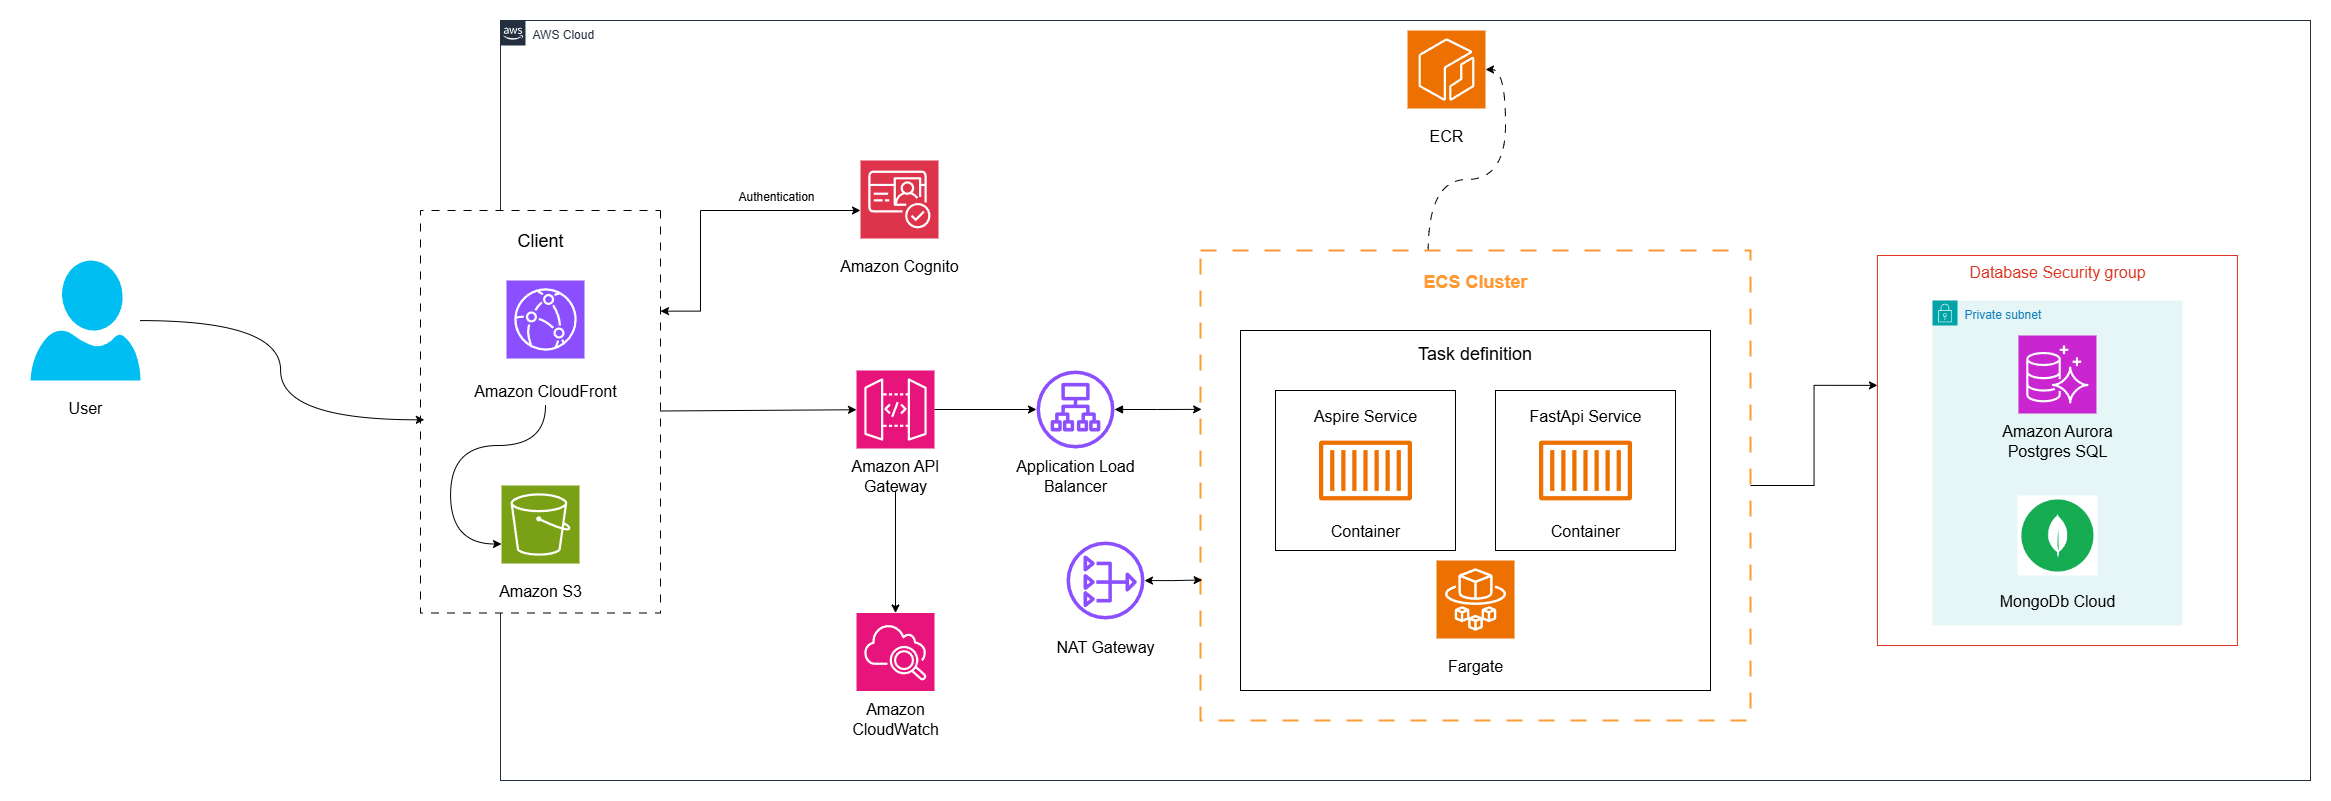 aws
AWS Cloud
ECR
Authentication
Amazon Cognito
Client
Amazon CloudFront
Amazon S3
User
Amazon API
Gateway
Application Load
Balancer
NAT Gateway
Amazon
CloudWatch
ECS Cluster
Task definition
Aspire Service
Container
FastApi Service
Container
Fargate
Database Security group
Private subnet
Amazon Aurora
Postgres SQL
MongoDb Cloud